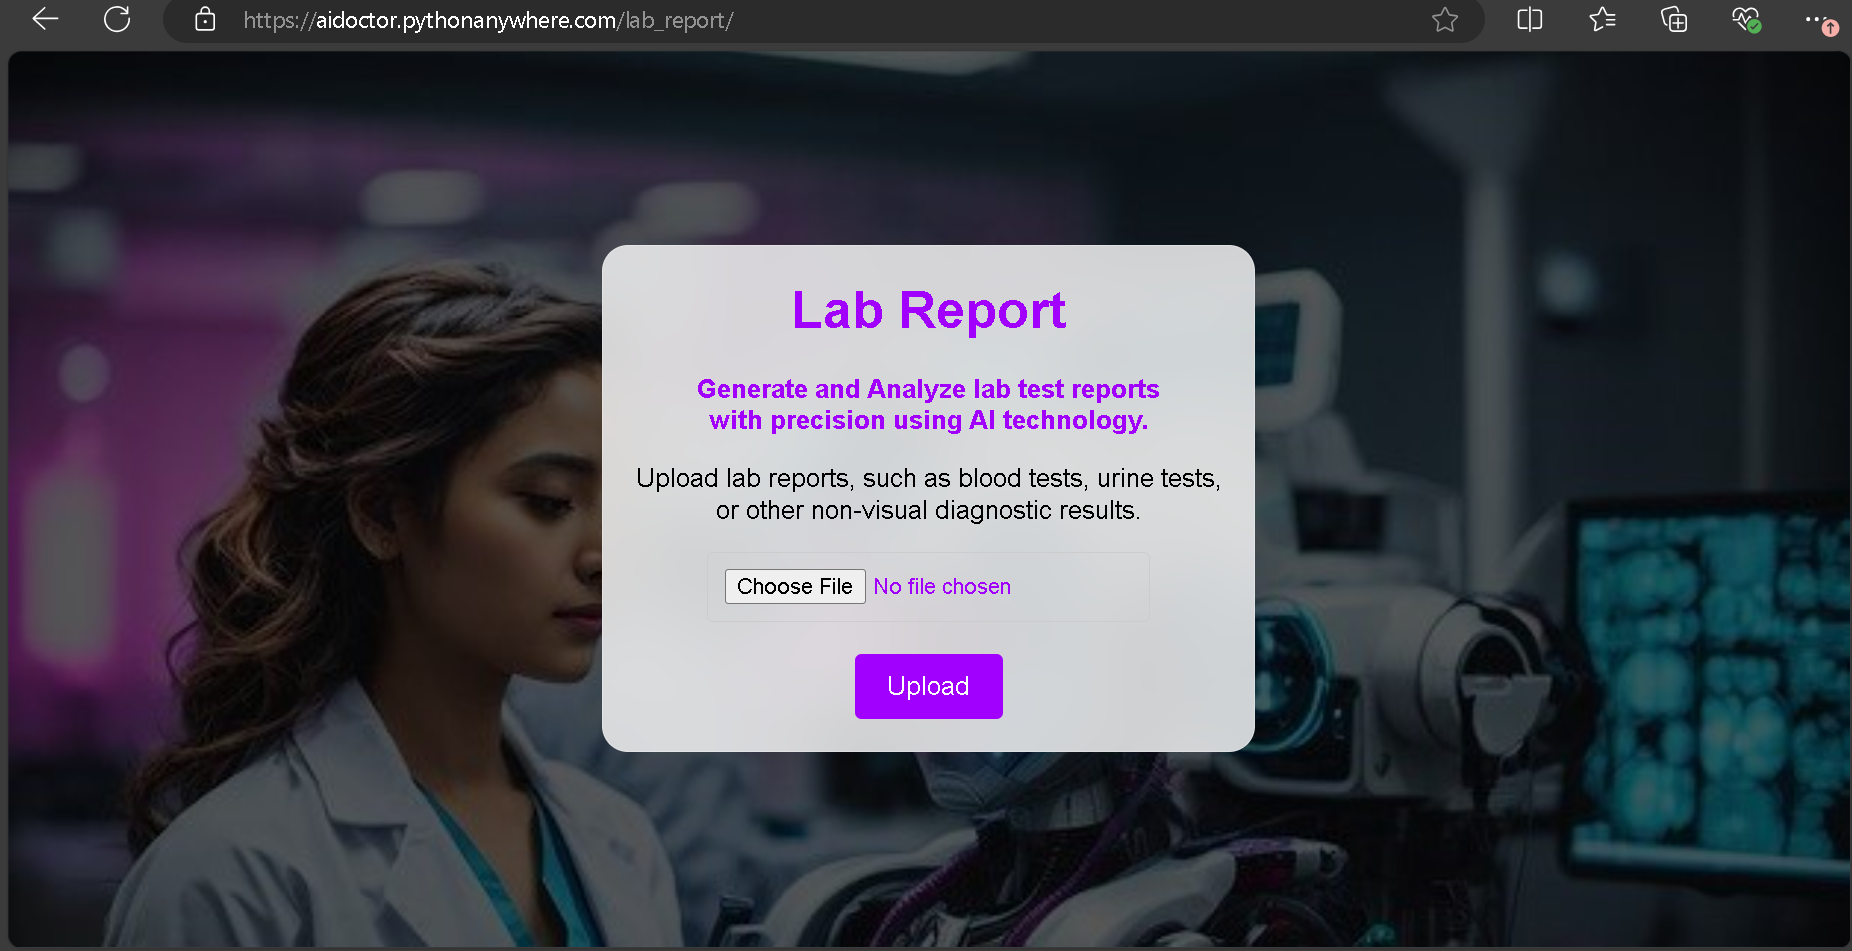 https://aidoctor.pythonanywhere.com/lab_report/
Lab Report
Generate and Analyze lab test reports
with precision using AI technology.
Upload lab reports, such as blood tests, urine tests,
or other non-visual diagnostic results.
Choose File No file chosen
Upload